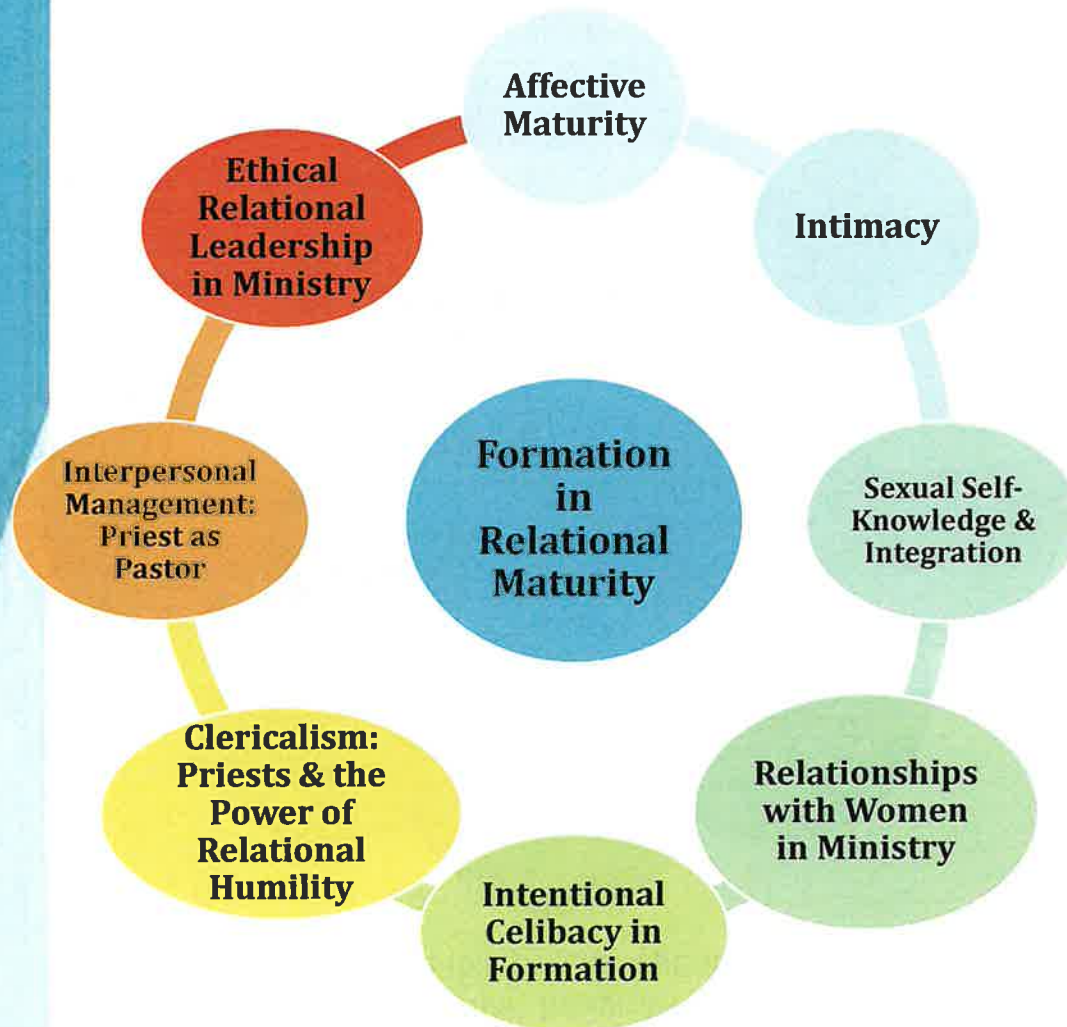 Affective
Maturity
Intimacy
Sexual Self-
Knowledge &
Integration
Relationships
with Women
in Ministry
Intentional
Celibacy in
Formation
Clericalism:
Priests & the
Power of
Relational
Humility
Interpersonal
Management:
Priest as
Pastor
Ethical
Relational
Leadership
in Ministry
Formation
in
Relational
Maturity